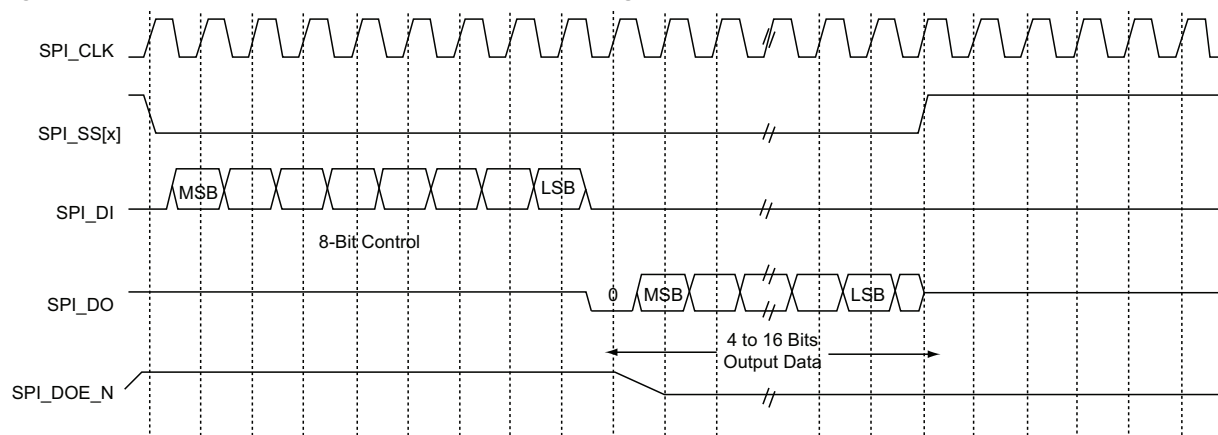 SPI_CLK
SPI_SS[x]
MSB
LSB
SPI_DI
8-Bit Control
0
MSB
LSB
SPI_DO
4 to 16 Bits
Output Data
SPI_DOE_N